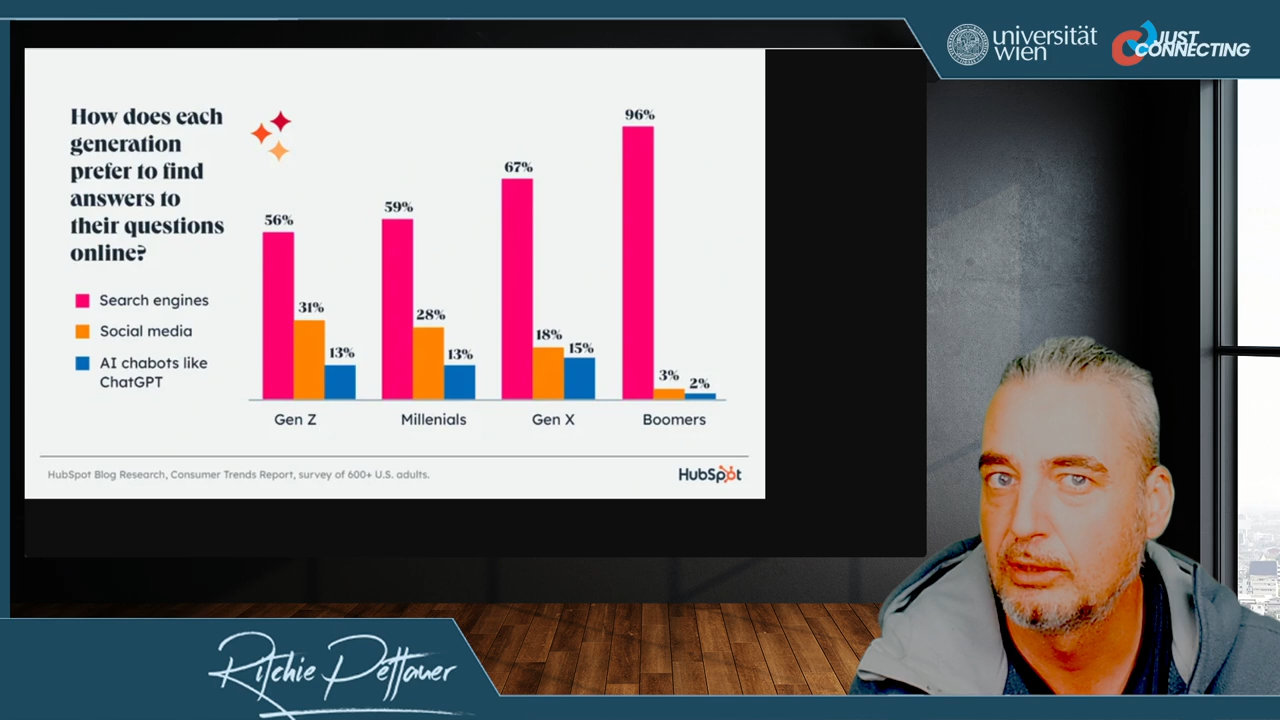 universität
wien
JUST
CONNECTING
How does each
generation
prefer to find
answers to
their questions
online?
Search engines
Social media
AI chabots like
ChatGPT
56%
31%
13%
59%
28%
13%
67%
18%
15%
96%
3%
2%
Gen Z
Millenials
Gen X
Boomers
HubSpot Blog Research, Consumer Trends Report, survey of 600+ U.S. adults.
HubSpot
Ritchie Pettauer